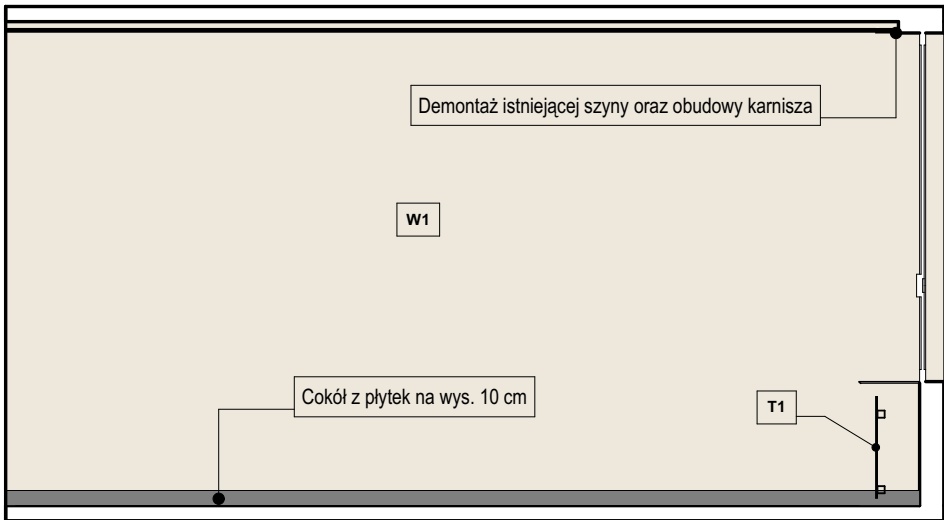 Demontaż istniejącej szyny oraz obudowy karnisza
W1
Cokół z płytek na wys. 10 cm
T1